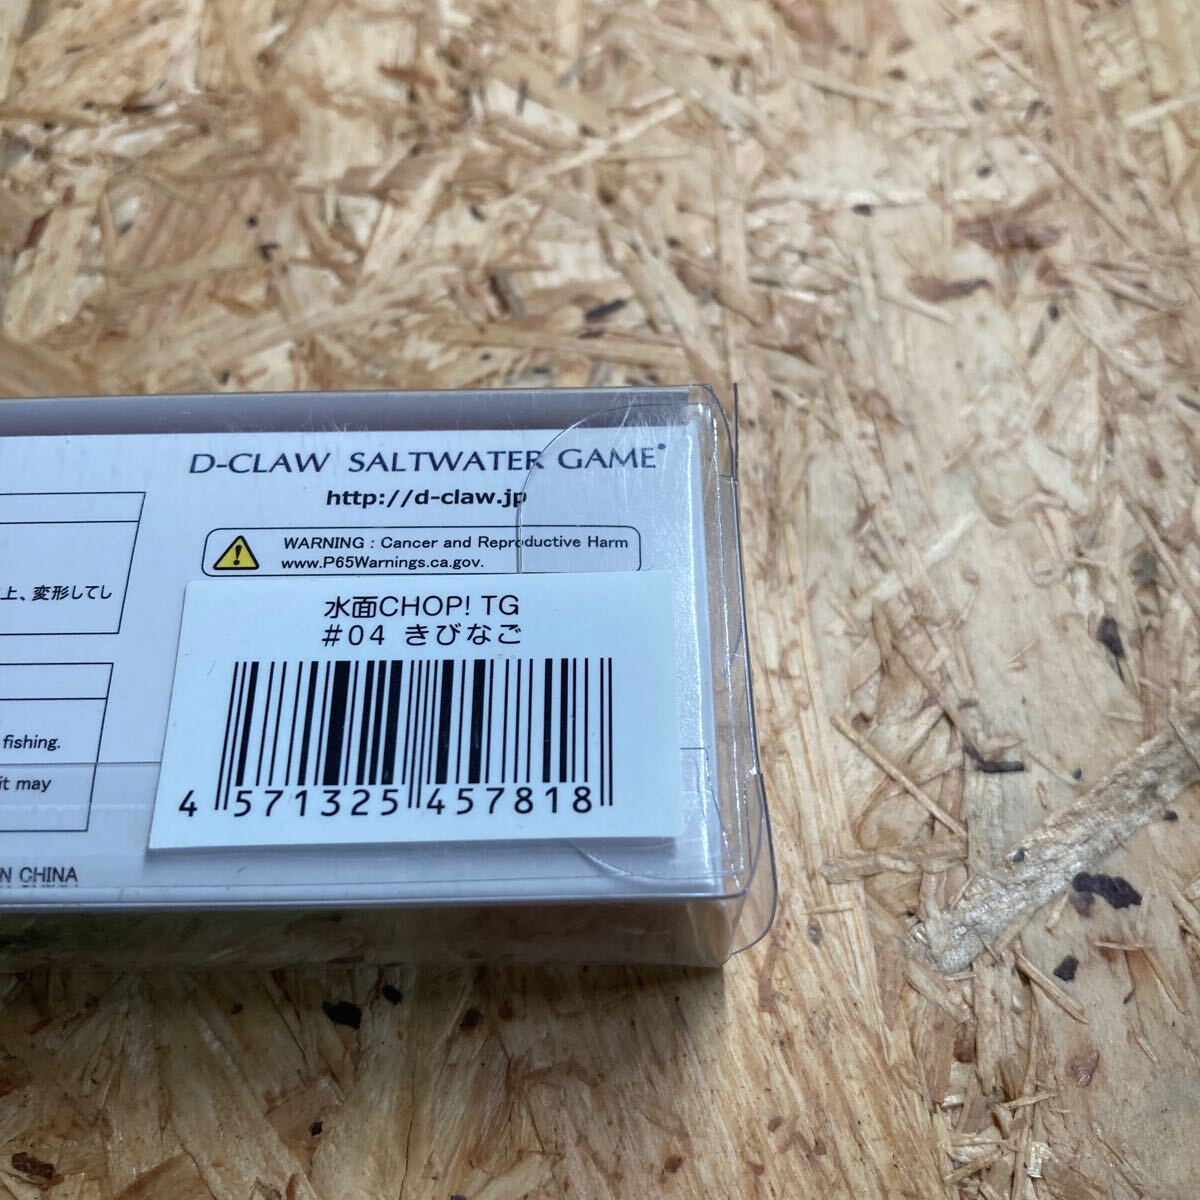 D-CLAW SALTWATER GAME
http://d-claw.jp
WARNING : Cancer and Reproductive Harm
www.P65Warnings.ca.gov.
上、変形してし
水面CHOP! TG
#04 きびなご
fishing.
it may
4 571325 457818
N CHINA